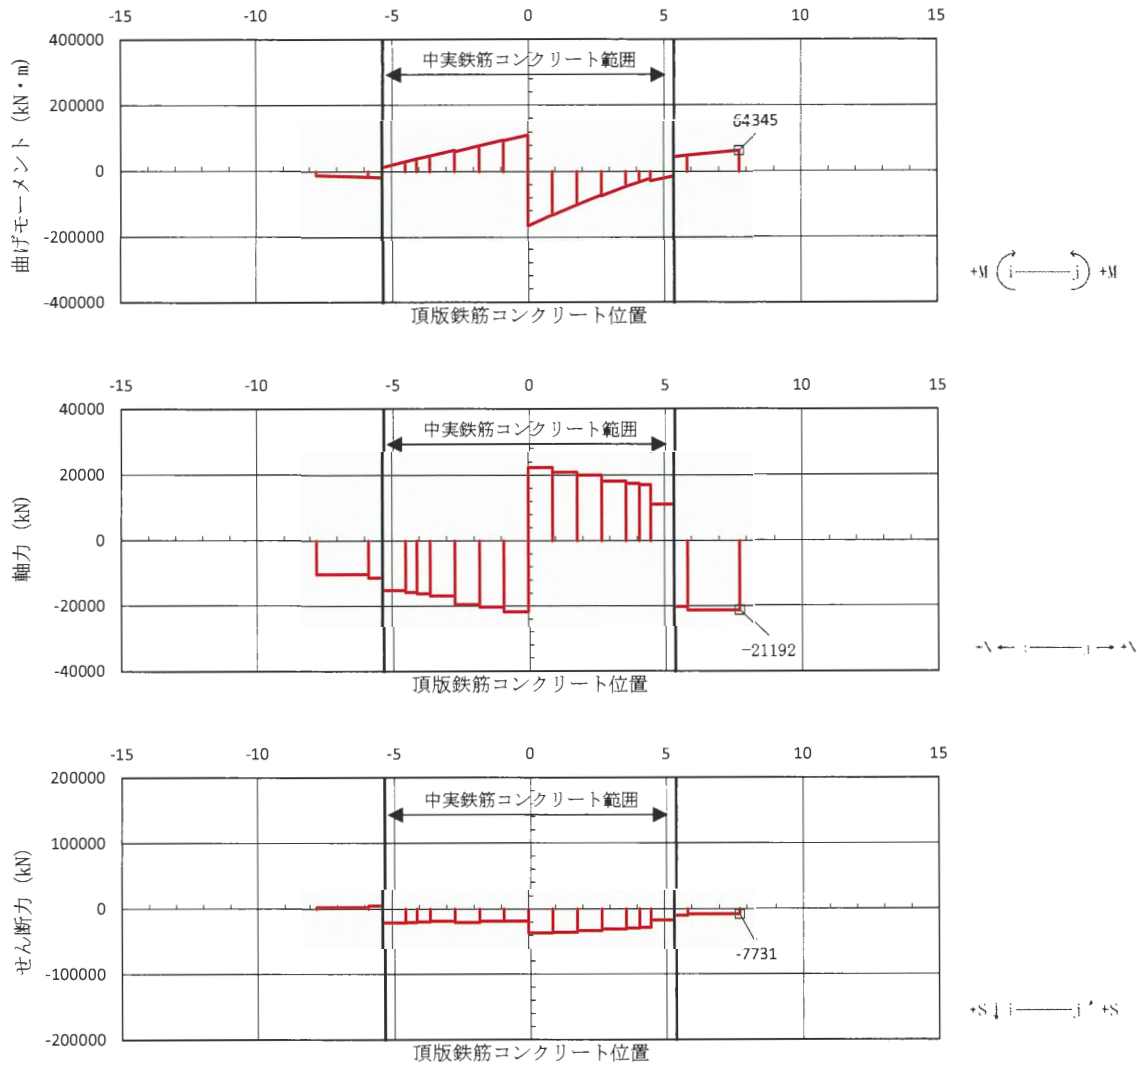 -15 -10 -5 0 5 10 15
400000
中実鉄筋コンクリート範囲
200000
64345
0
-200000
-400000
曲げモーメント (kN・m)
+M i j +M
頂版鉄筋コンクリート位置
-15 -10 -5 0 5 10 15
40000
中実鉄筋コンクリート範囲
20000
0
-20000
-21192
-40000
軸力 (kN)
頂版鉄筋コンクリート位置
-15 -10 -5 0 5 10 15
200000
中実鉄筋コンクリート範囲
100000
0
-7731
-100000
-200000
せん断力 (kN)
+S i j +S
頂版鉄筋コンクリート位置